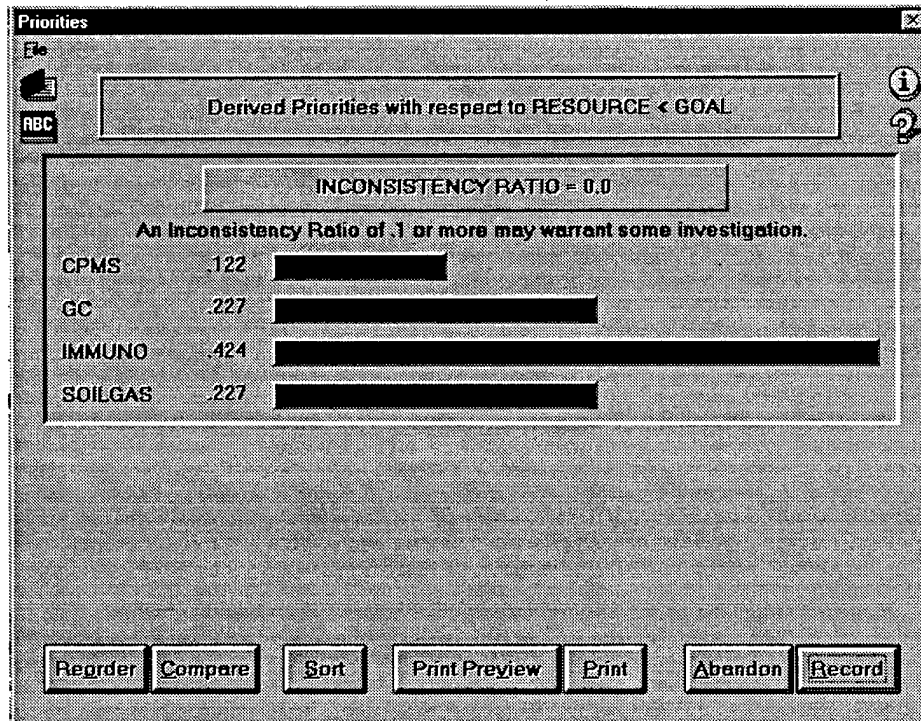 Priorities
File
ABC
Derived Priorities with respect to RESOURCE < GOAL
INCONSISTENCY RATIO = 0.0
An Inconsistency Ratio of .1 or more may warrant some investigation.
CPMS .122
GC .227
IMMUNO .424
SOILGAS .227
Reorder Compare Sort Print Preview Print Abandon Record